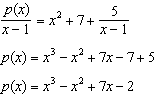 p(x)/(x − 1) = x² + 7 + 5/(x − 1)
p(x) = x³ − x² + 7x − 7 + 5
p(x) = x³ − x² + 7x − 2